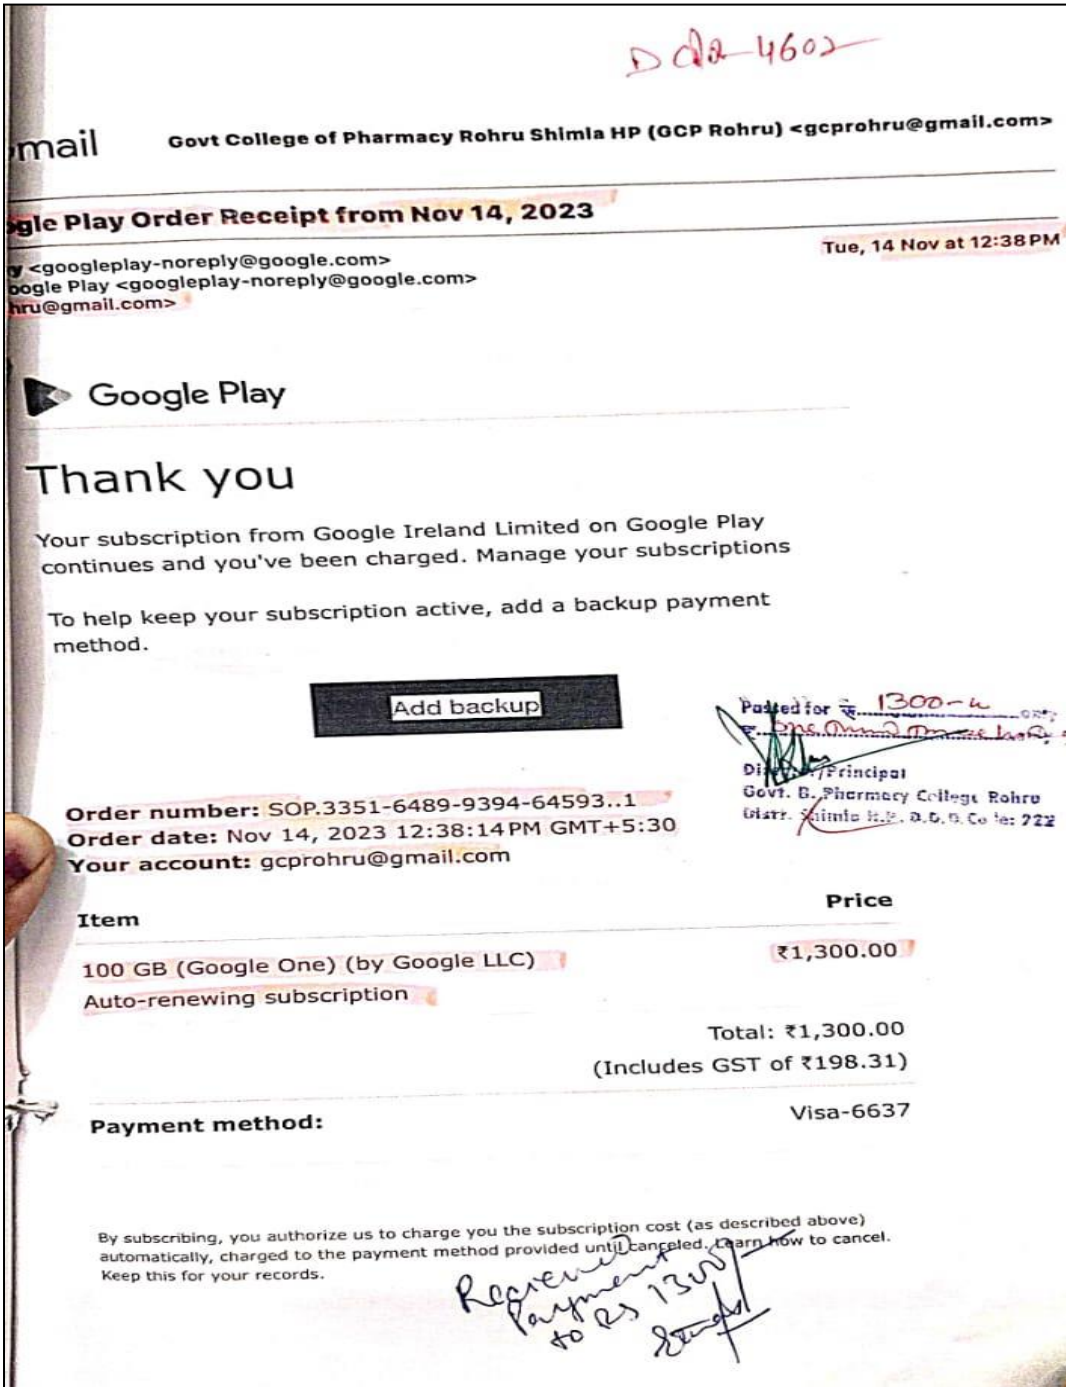 4602
mail Govt College of Pharmacy Rohru Shimla HP (GCP Rohru) <gcprohru@gmail.com>
gle Play Order Receipt from Nov 14, 2023
Tue, 14 Nov at 12:38 PM
y <googleplay-noreply@google.com>
oogle Play <googleplay-noreply@google.com>
hru@gmail.com>
Google Play
Thank you
Your subscription from Google Ireland Limited on Google Play
continues and you've been charged. Manage your subscriptions
To help keep your subscription active, add a backup payment
method.
Add backup
Passed for ₹ 1300
Principal
Govt. B. Pharmacy College Rohru
Distt. Shimla H.P. D.D.O. Code: 722
Order number: SOP.3351-6489-9394-64593..1
Order date: Nov 14, 2023 12:38:14 PM GMT+5:30
Your account: gcprohru@gmail.com
Item Price
100 GB (Google One) (by Google LLC) ₹1,300.00
Auto-renewing subscription
Total: ₹1,300.00
(Includes GST of ₹198.31)
Payment method: Visa-6637
By subscribing, you authorize us to charge you the subscription cost (as described above)
automatically, charged to the payment method provided until canceled. Learn how to cancel.
Keep this for your records.
Payment
to Rs 1300/